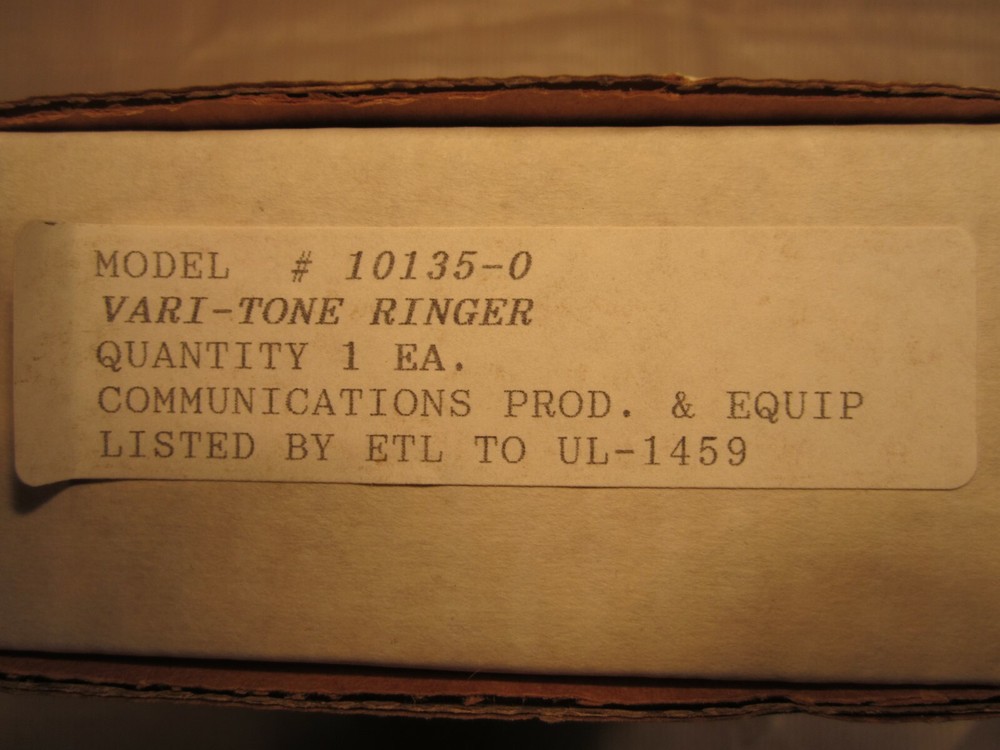 MODEL # 10135-0
VARI-TONE RINGER
QUANTITY 1 EA.
COMMUNICATIONS PROD. & EQUIP
LISTED BY ETL TO UL-1459